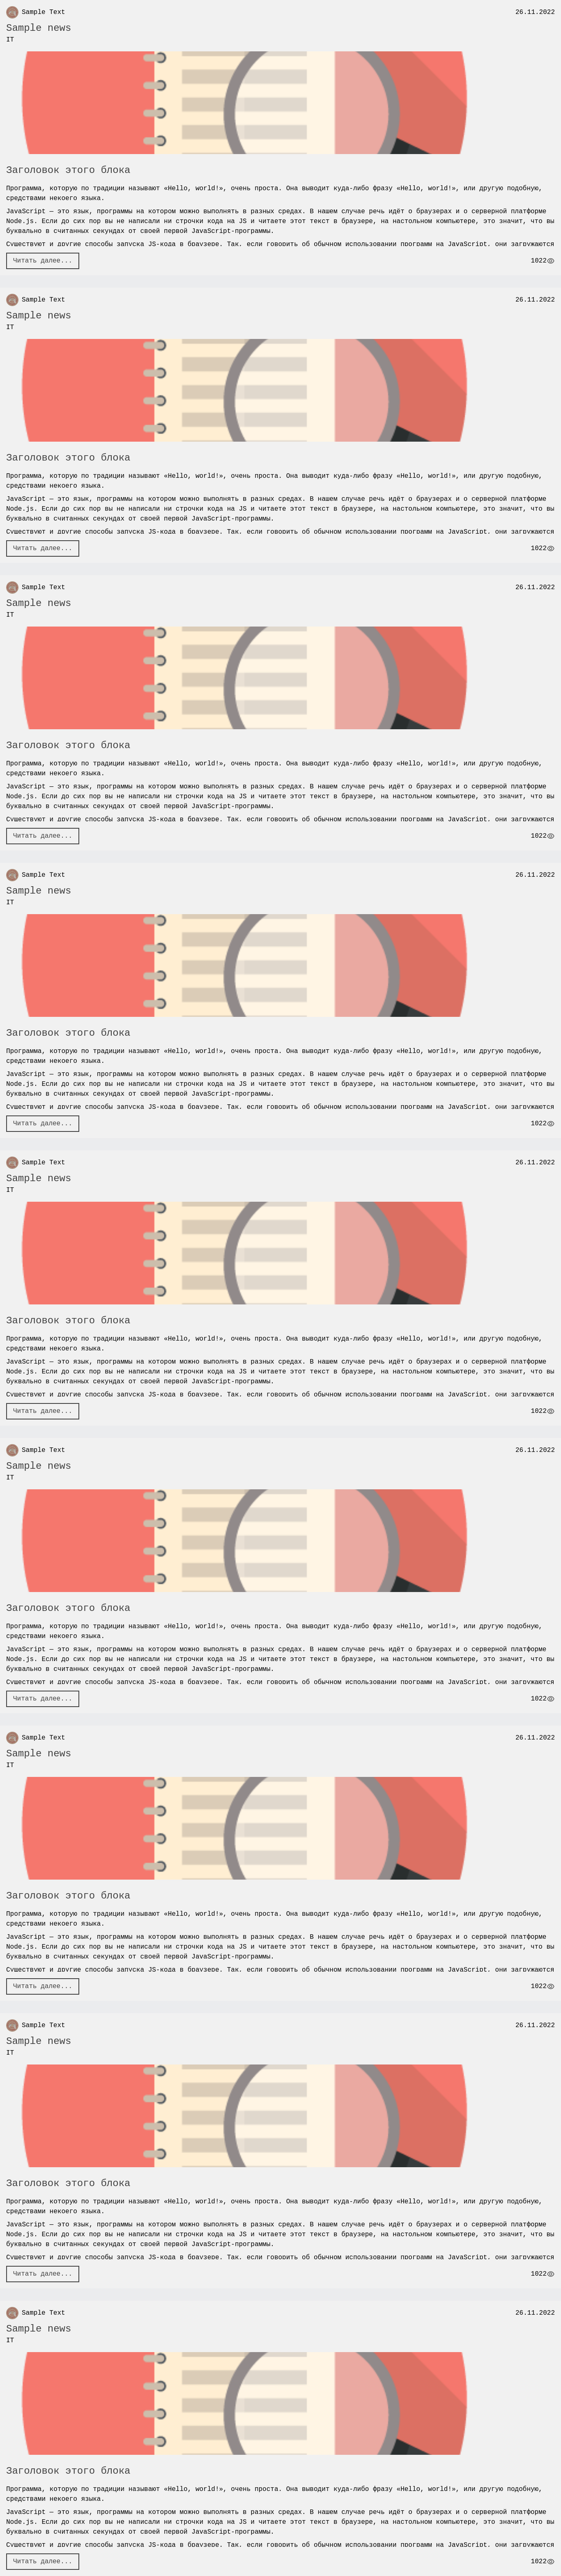 Sample Text 26.11.2022
Sample news
IT
Заголовок этого блока
Программа, которую по традиции называют «Hello, world!», очень проста. Она выводит куда-либо фразу «Hello, world!», или другую подобную,
средствами некоего языка.
JavaScript — это язык, программы на котором можно выполнять в разных средах. В нашем случае речь идёт о браузерах и о серверной платформе
Node.js. Если до сих пор вы не написали ни строчки кода на JS и читаете этот текст в браузере, на настольном компьютере, это значит, что вы
буквально в считанных секундах от своей первой JavaScript-программы.
Существуют и другие способы запуска JS-кода в браузере. Так, если говорить об обычном использовании программ на JavaScript, они загружаются
Читать далее... 1022
Sample Text 26.11.2022
Sample news
IT
Заголовок этого блока
Программа, которую по традиции называют «Hello, world!», очень проста. Она выводит куда-либо фразу «Hello, world!», или другую подобную,
средствами некоего языка.
JavaScript — это язык, программы на котором можно выполнять в разных средах. В нашем случае речь идёт о браузерах и о серверной платформе
Node.js. Если до сих пор вы не написали ни строчки кода на JS и читаете этот текст в браузере, на настольном компьютере, это значит, что вы
буквально в считанных секундах от своей первой JavaScript-программы.
Существуют и другие способы запуска JS-кода в браузере. Так, если говорить об обычном использовании программ на JavaScript, они загружаются
Читать далее... 1022
Sample Text 26.11.2022
Sample news
IT
Заголовок этого блока
Программа, которую по традиции называют «Hello, world!», очень проста. Она выводит куда-либо фразу «Hello, world!», или другую подобную,
средствами некоего языка.
JavaScript — это язык, программы на котором можно выполнять в разных средах. В нашем случае речь идёт о браузерах и о серверной платформе
Node.js. Если до сих пор вы не написали ни строчки кода на JS и читаете этот текст в браузере, на настольном компьютере, это значит, что вы
буквально в считанных секундах от своей первой JavaScript-программы.
Существуют и другие способы запуска JS-кода в браузере. Так, если говорить об обычном использовании программ на JavaScript, они загружаются
Читать далее... 1022
Sample Text 26.11.2022
Sample news
IT
Заголовок этого блока
Программа, которую по традиции называют «Hello, world!», очень проста. Она выводит куда-либо фразу «Hello, world!», или другую подобную,
средствами некоего языка.
JavaScript — это язык, программы на котором можно выполнять в разных средах. В нашем случае речь идёт о браузерах и о серверной платформе
Node.js. Если до сих пор вы не написали ни строчки кода на JS и читаете этот текст в браузере, на настольном компьютере, это значит, что вы
буквально в считанных секундах от своей первой JavaScript-программы.
Существуют и другие способы запуска JS-кода в браузере. Так, если говорить об обычном использовании программ на JavaScript, они загружаются
Читать далее... 1022
Sample Text 26.11.2022
Sample news
IT
Заголовок этого блока
Программа, которую по традиции называют «Hello, world!», очень проста. Она выводит куда-либо фразу «Hello, world!», или другую подобную,
средствами некоего языка.
JavaScript — это язык, программы на котором можно выполнять в разных средах. В нашем случае речь идёт о браузерах и о серверной платформе
Node.js. Если до сих пор вы не написали ни строчки кода на JS и читаете этот текст в браузере, на настольном компьютере, это значит, что вы
буквально в считанных секундах от своей первой JavaScript-программы.
Существуют и другие способы запуска JS-кода в браузере. Так, если говорить об обычном использовании программ на JavaScript, они загружаются
Читать далее... 1022
Sample Text 26.11.2022
Sample news
IT
Заголовок этого блока
Программа, которую по традиции называют «Hello, world!», очень проста. Она выводит куда-либо фразу «Hello, world!», или другую подобную,
средствами некоего языка.
JavaScript — это язык, программы на котором можно выполнять в разных средах. В нашем случае речь идёт о браузерах и о серверной платформе
Node.js. Если до сих пор вы не написали ни строчки кода на JS и читаете этот текст в браузере, на настольном компьютере, это значит, что вы
буквально в считанных секундах от своей первой JavaScript-программы.
Существуют и другие способы запуска JS-кода в браузере. Так, если говорить об обычном использовании программ на JavaScript, они загружаются
Читать далее... 1022
Sample Text 26.11.2022
Sample news
IT
Заголовок этого блока
Программа, которую по традиции называют «Hello, world!», очень проста. Она выводит куда-либо фразу «Hello, world!», или другую подобную,
средствами некоего языка.
JavaScript — это язык, программы на котором можно выполнять в разных средах. В нашем случае речь идёт о браузерах и о серверной платформе
Node.js. Если до сих пор вы не написали ни строчки кода на JS и читаете этот текст в браузере, на настольном компьютере, это значит, что вы
буквально в считанных секундах от своей первой JavaScript-программы.
Существуют и другие способы запуска JS-кода в браузере. Так, если говорить об обычном использовании программ на JavaScript, они загружаются
Читать далее... 1022
Sample Text 26.11.2022
Sample news
IT
Заголовок этого блока
Программа, которую по традиции называют «Hello, world!», очень проста. Она выводит куда-либо фразу «Hello, world!», или другую подобную,
средствами некоего языка.
JavaScript — это язык, программы на котором можно выполнять в разных средах. В нашем случае речь идёт о браузерах и о серверной платформе
Node.js. Если до сих пор вы не написали ни строчки кода на JS и читаете этот текст в браузере, на настольном компьютере, это значит, что вы
буквально в считанных секундах от своей первой JavaScript-программы.
Существуют и другие способы запуска JS-кода в браузере. Так, если говорить об обычном использовании программ на JavaScript, они загружаются
Читать далее... 1022
Sample Text 26.11.2022
Sample news
IT
Заголовок этого блока
Программа, которую по традиции называют «Hello, world!», очень проста. Она выводит куда-либо фразу «Hello, world!», или другую подобную,
средствами некоего языка.
JavaScript — это язык, программы на котором можно выполнять в разных средах. В нашем случае речь идёт о браузерах и о серверной платформе
Node.js. Если до сих пор вы не написали ни строчки кода на JS и читаете этот текст в браузере, на настольном компьютере, это значит, что вы
буквально в считанных секундах от своей первой JavaScript-программы.
Существуют и другие способы запуска JS-кода в браузере. Так, если говорить об обычном использовании программ на JavaScript, они загружаются
Читать далее... 1022